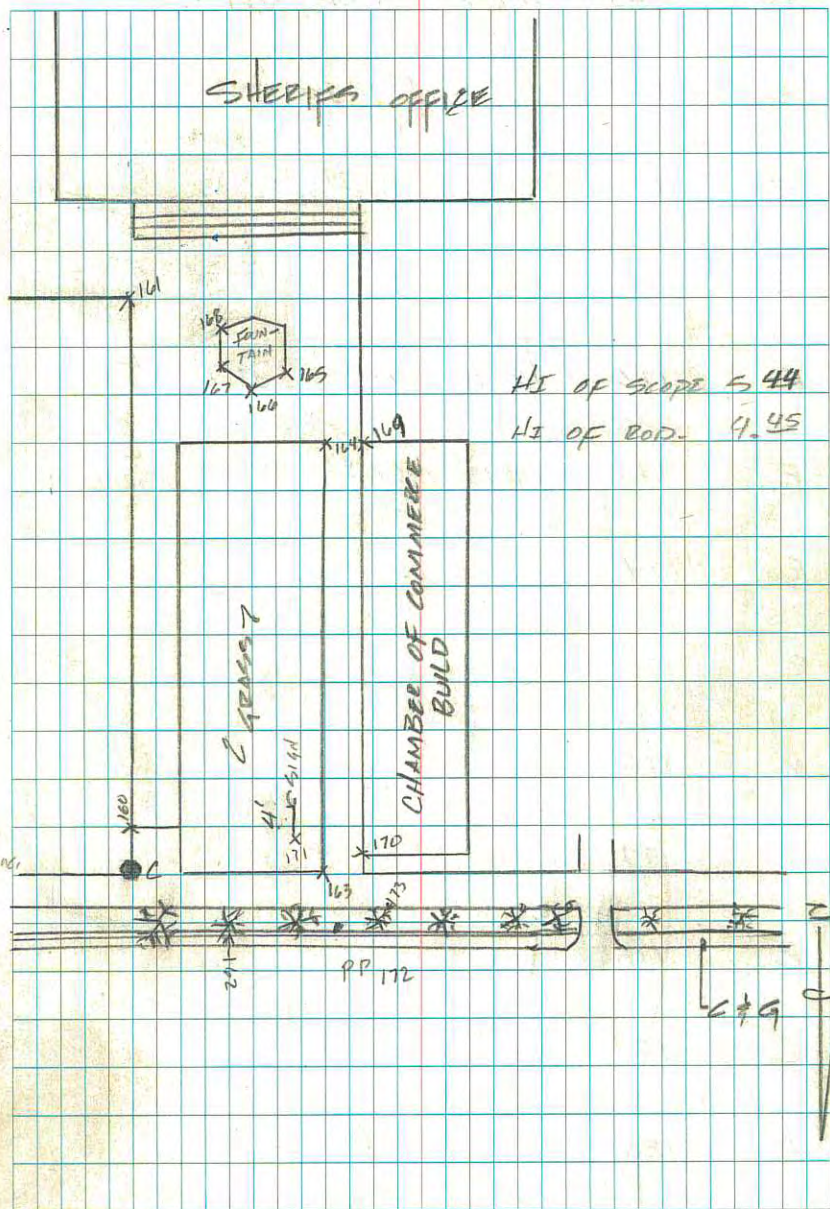 SHERIFS OFFICE
161
168
FOUN-
TAIN
165
167
166
HI OF SCOPE 5.44
HI OF ROD- 4.45
164
169
CHAMBER OF COMMERCE
BUILD
GRASS
SIGN
4'
171
160
170
C
163
173
PP 172
C & G
N